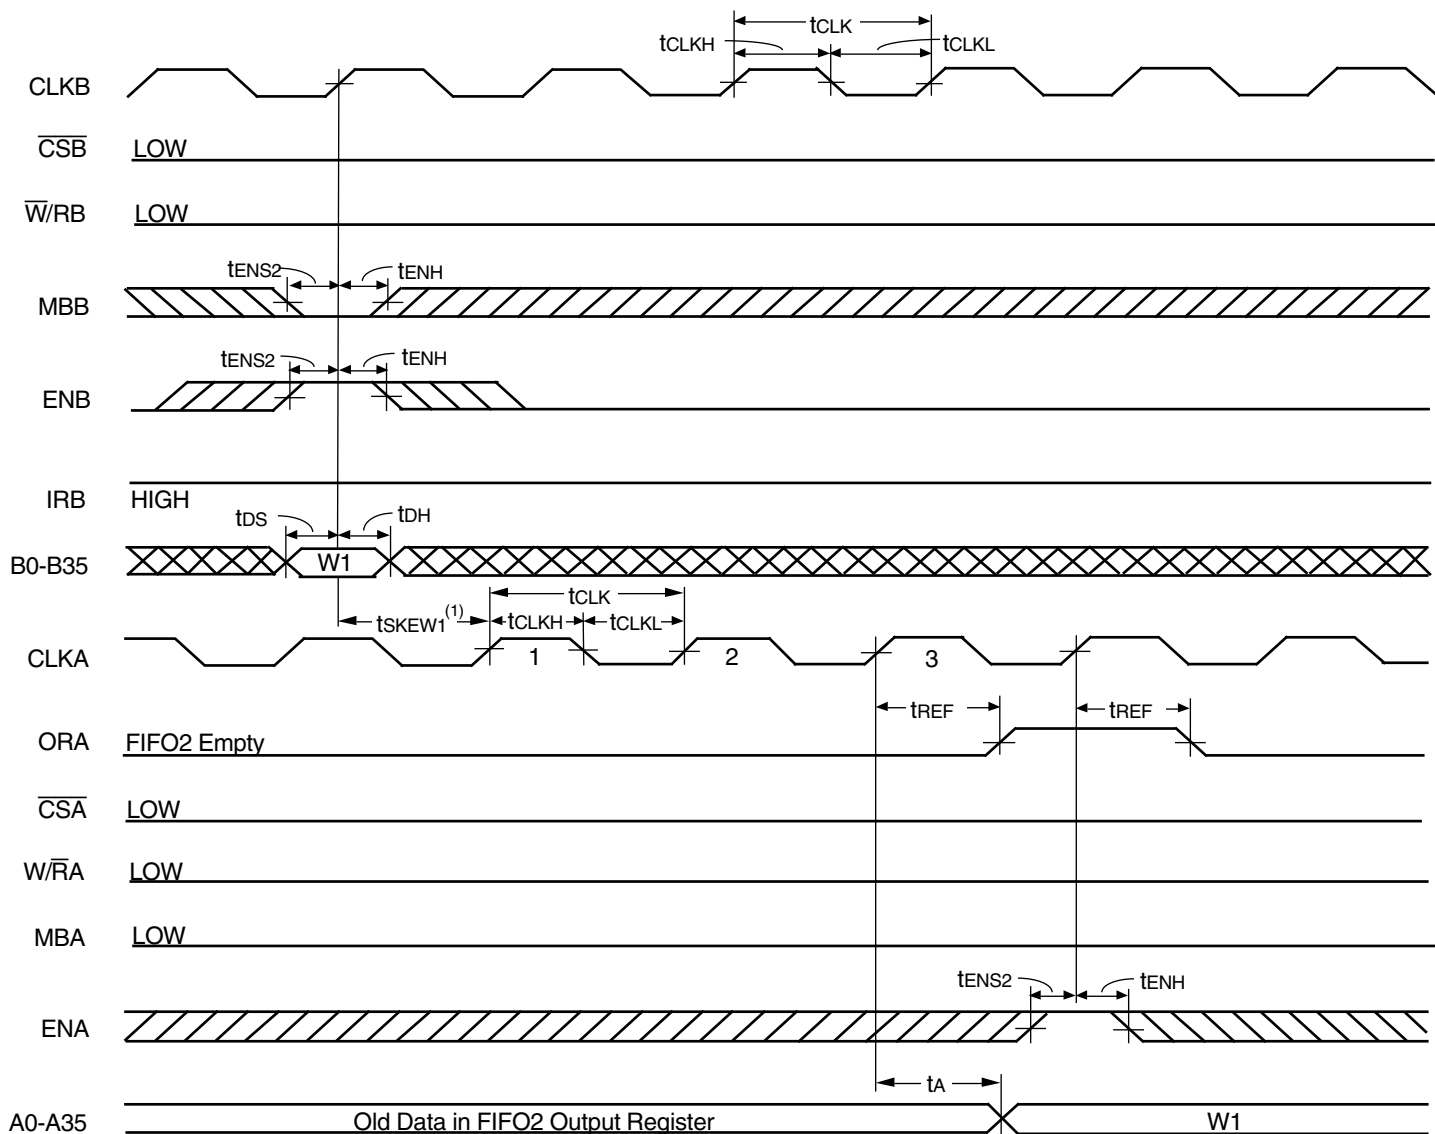 tCLK
tCLKH
tCLKL
CLKB
CSB
LOW
W/RB
LOW
tENS2
tENH
MBB
tENS2
tENH
ENB
IRB
HIGH
tDS
tDH
B0-B35
W1
tCLK
tSKEW1(1)
tCLKH
tCLKL
CLKA
1
2
3
tREF
tREF
ORA
FIFO2 Empty
CSA
LOW
W/RA
LOW
MBA
LOW
tENS2
tENH
ENA
tA
A0-A35
Old Data in FIFO2 Output Register
W1